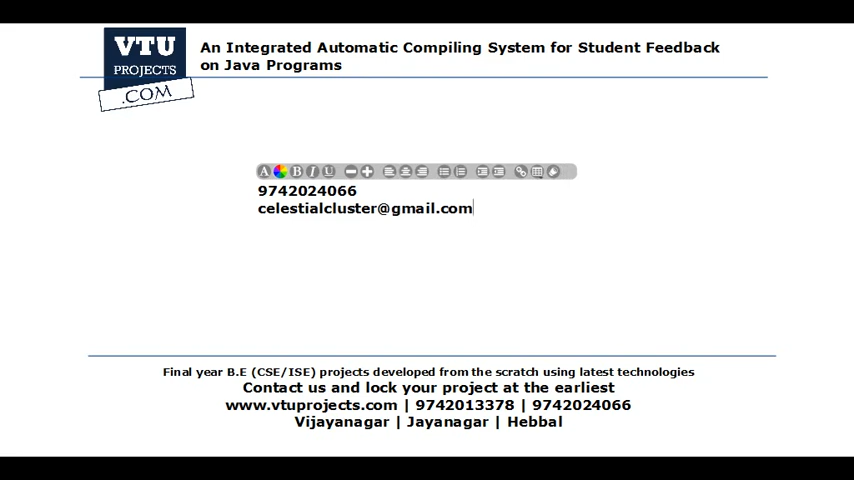 VTU
PROJECTS
.COM
An Integrated Automatic Compiling System for Student Feedback
on Java Programs
A B I U
9742024066
celestialcluster@gmail.com
Final year B.E (CSE/ISE) projects developed from the scratch using latest technologies
Contact us and lock your project at the earliest
www.vtuprojects.com | 9742013378 | 9742024066
Vijayanagar | Jayanagar | Hebbal